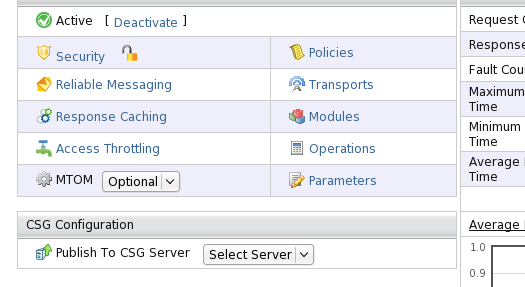 Active [ Deactivate ]
Security
Policies
Reliable Messaging
Transports
Response Caching
Modules
Access Throttling
Operations
MTOM Optional
Parameters
CSG Configuration
Publish To CSG Server Select Server
Request
Response
Fault
Maximum
Time
Minimum
Time
Average
Time
Average
1.0
0.9